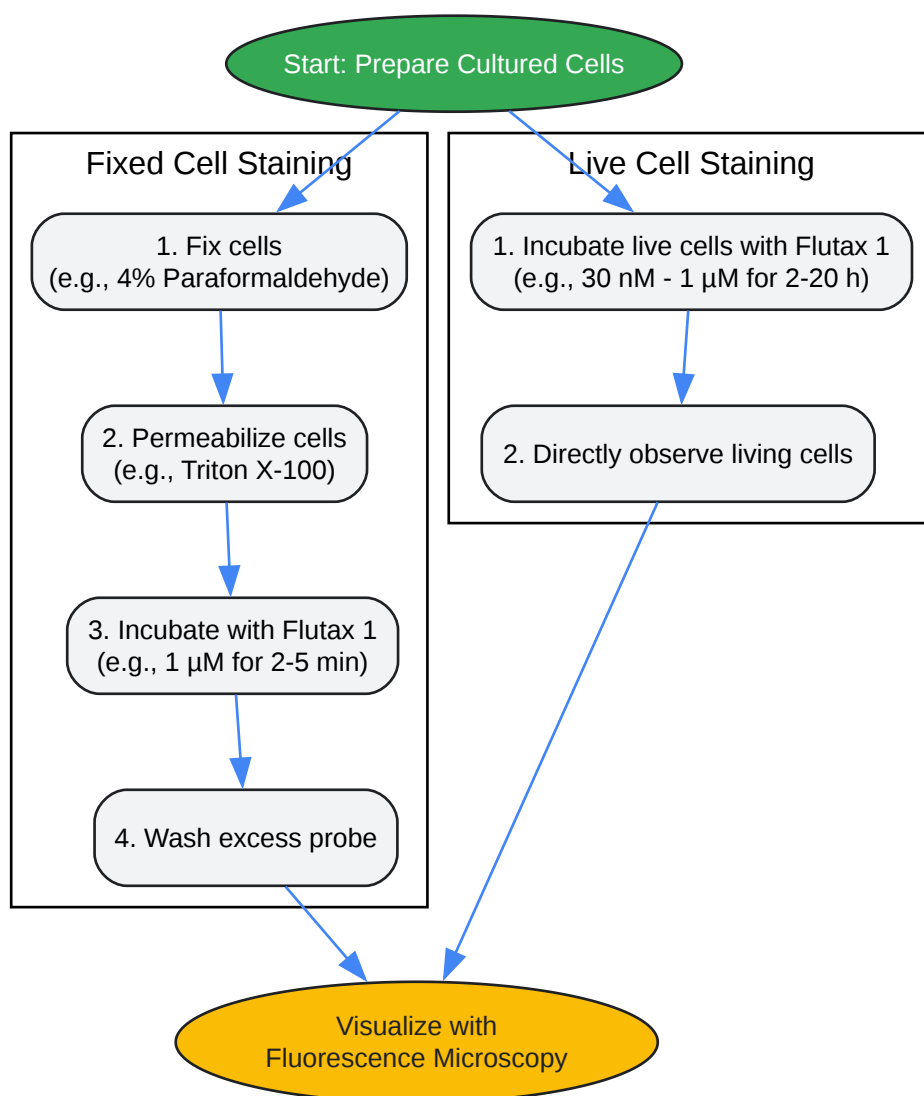 Start: Prepare Cultured Cells
Fixed Cell Staining
1. Fix cells
(e.g., 4% Paraformaldehyde)
2. Permeabilize cells
(e.g., Triton X-100)
3. Incubate with Flutax 1
(e.g., 1 µM for 2-5 min)
4. Wash excess probe
Live Cell Staining
1. Incubate live cells with Flutax 1
(e.g., 30 nM - 1 µM for 2-20 h)
2. Directly observe living cells
Visualize with
Fluorescence Microscopy